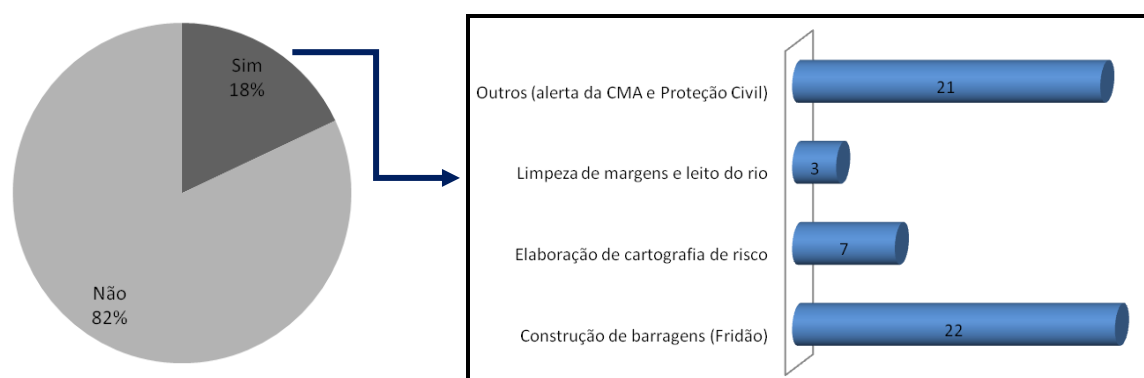 Sim
18%
Não
82%
Outros (alerta da CMA e Proteção Civil)
21
Limpeza de margens e leito do rio
3
Elaboração de cartografia de risco
7
Construção de barragens (Fridão)
22